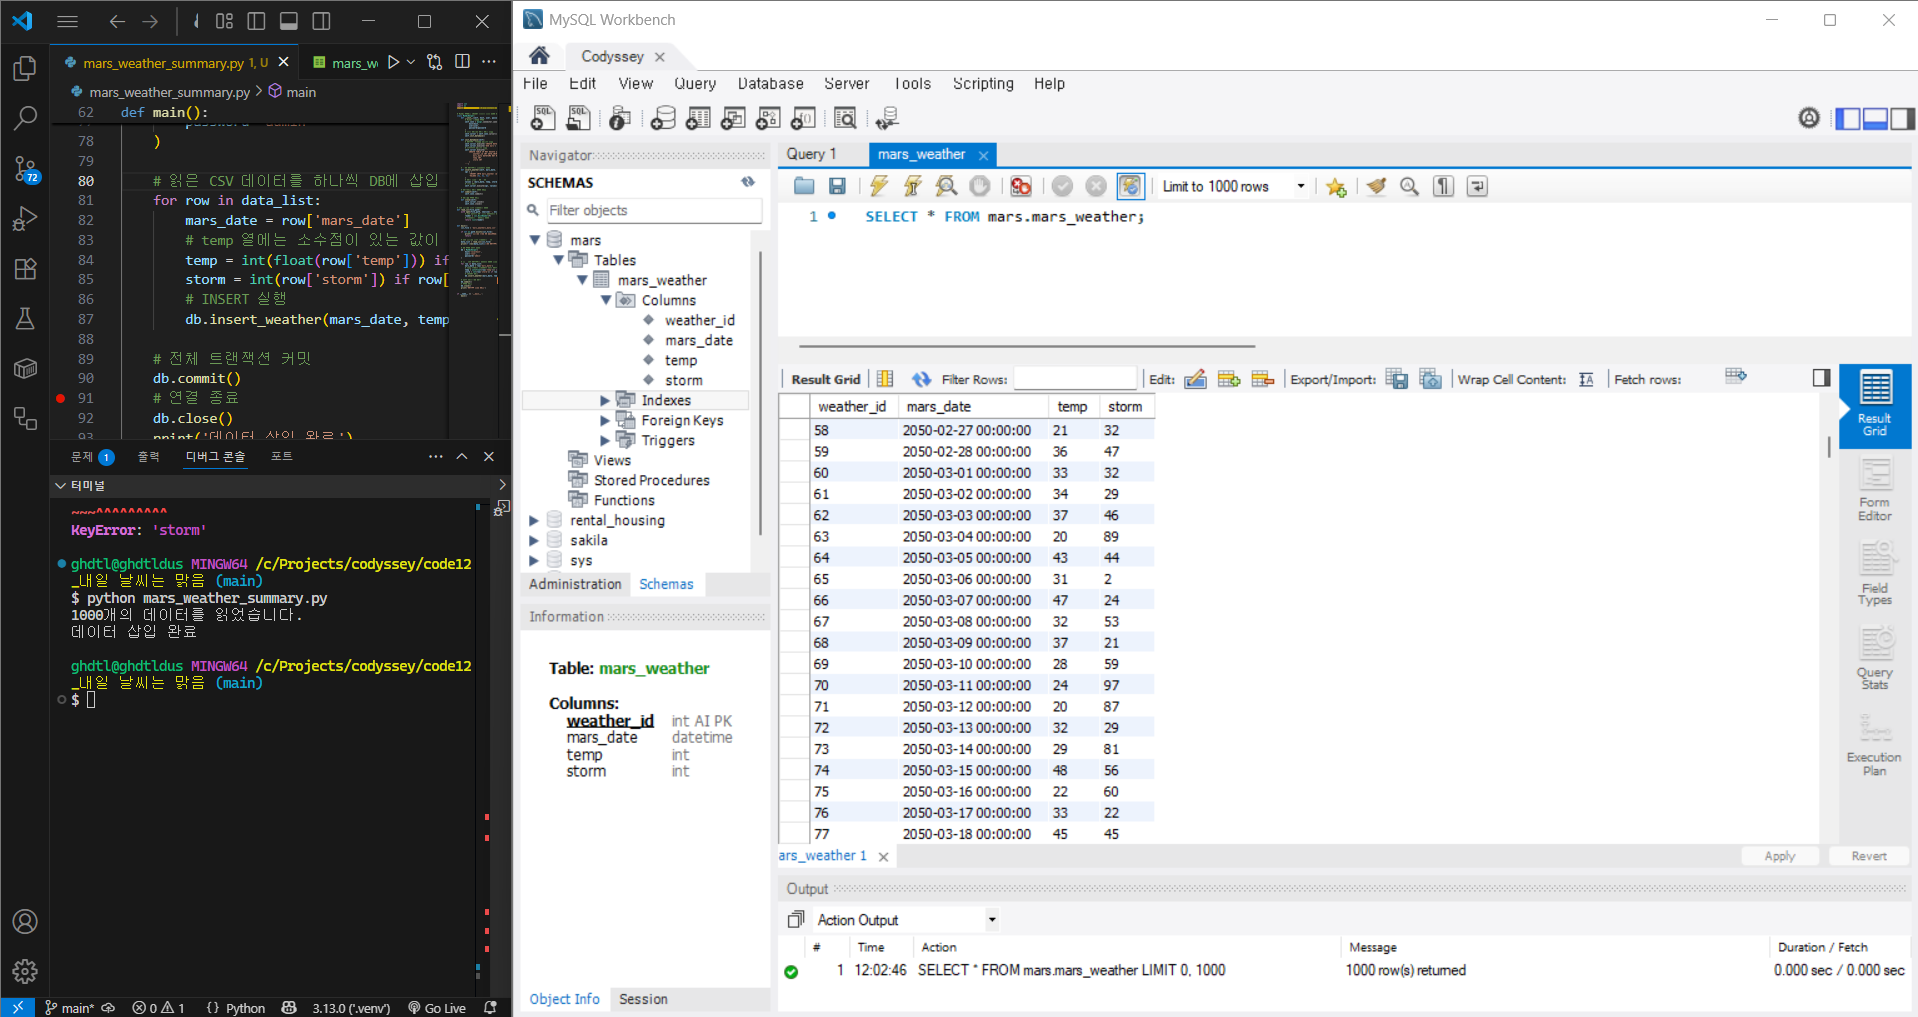 mars_weather_summary.py 1, U
mars_w
mars_weather_summary.py > main
62 def main():
78 )
79
80 # 읽은 CSV 데이터를 하나씩 DB에 삽입
81 for row in data_list:
82 mars_date = row['mars_date']
83 # temp 열에는 소수점이 있는 값이
84 temp = int(float(row['temp'])) if
85 storm = int(row['storm']) if row[
86 # INSERT 실행
87 db.insert_weather(mars_date, temp
88
89 # 전체 트랜잭션 커밋
90 db.commit()
91 # 연결 종료
92 db.close()
93 print('데이터 삽입 완료')
문제 1 출력 디버그 콘솔 포트
터미널
~~~^^^^^^^^^
KeyError: 'storm'
ghdtl@ghdtldus MINGW64 /c/Projects/codyssey/code12
_내일 날씨는 맑음 (main)
$ python mars_weather_summary.py
1000개의 데이터를 읽었습니다.
데이터 삽입 완료
ghdtl@ghdtldus MINGW64 /c/Projects/codyssey/code12
_내일 날씨는 맑음 (main)
$
72
main* 0 1 {} Python 3.13.0 ('.venv') Go Live
MySQL Workbench
Codyssey
File Edit View Query Database Server Tools Scripting Help
Navigator
SCHEMAS
Filter objects
mars
Tables
mars_weather
Columns
weather_id
mars_date
temp
storm
Indexes
Foreign Keys
Triggers
Views
Stored Procedures
Functions
rental_housing
sakila
sys
Administration Schemas
Information
Table: mars_weather
Columns:
weather_id int AI PK
mars_date datetime
temp int
storm int
Object Info Session
Query 1 mars_weather
Limit to 1000 rows
1 SELECT * FROM mars.mars_weather;
Result Grid Filter Rows: Edit: Export/Import: Wrap Cell Content: Fetch rows:
weather_id mars_date temp storm
58 2050-02-27 00:00:00 21 32
59 2050-02-28 00:00:00 36 47
60 2050-03-01 00:00:00 33 32
61 2050-03-02 00:00:00 34 29
62 2050-03-03 00:00:00 37 46
63 2050-03-04 00:00:00 20 89
64 2050-03-05 00:00:00 43 44
65 2050-03-06 00:00:00 31 2
66 2050-03-07 00:00:00 47 24
67 2050-03-08 00:00:00 32 53
68 2050-03-09 00:00:00 37 21
69 2050-03-10 00:00:00 28 59
70 2050-03-11 00:00:00 24 97
71 2050-03-12 00:00:00 20 87
72 2050-03-13 00:00:00 32 29
73 2050-03-14 00:00:00 29 81
74 2050-03-15 00:00:00 48 56
75 2050-03-16 00:00:00 22 60
76 2050-03-17 00:00:00 33 22
77 2050-03-18 00:00:00 45 45
Result
Grid
Form
Editor
Field
Types
Query
Stats
Execution
Plan
ars_weather 1
Apply Revert
Output
Action Output
# Time Action Message Duration / Fetch
1 12:02:46 SELECT * FROM mars.mars_weather LIMIT 0, 1000 1000 row(s) returned 0.000 sec / 0.000 sec